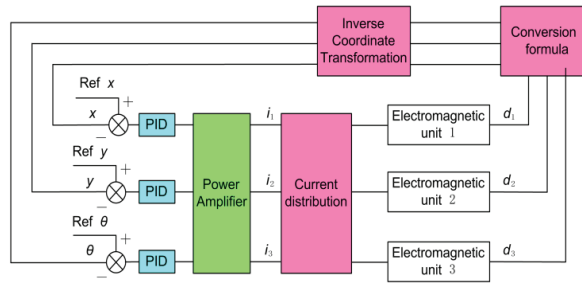 Inverse
Coordinate
Transformation
Conversion
formula
Ref x
+
x
−
PID
i₁
Electromagnetic
unit 1
d₁
Ref y
+
y
−
PID
Power
Amplifier
i₂
Current
distribution
Electromagnetic
unit 2
d₂
Ref θ
+
θ
−
PID
i₃
Electromagnetic
unit 3
d₃